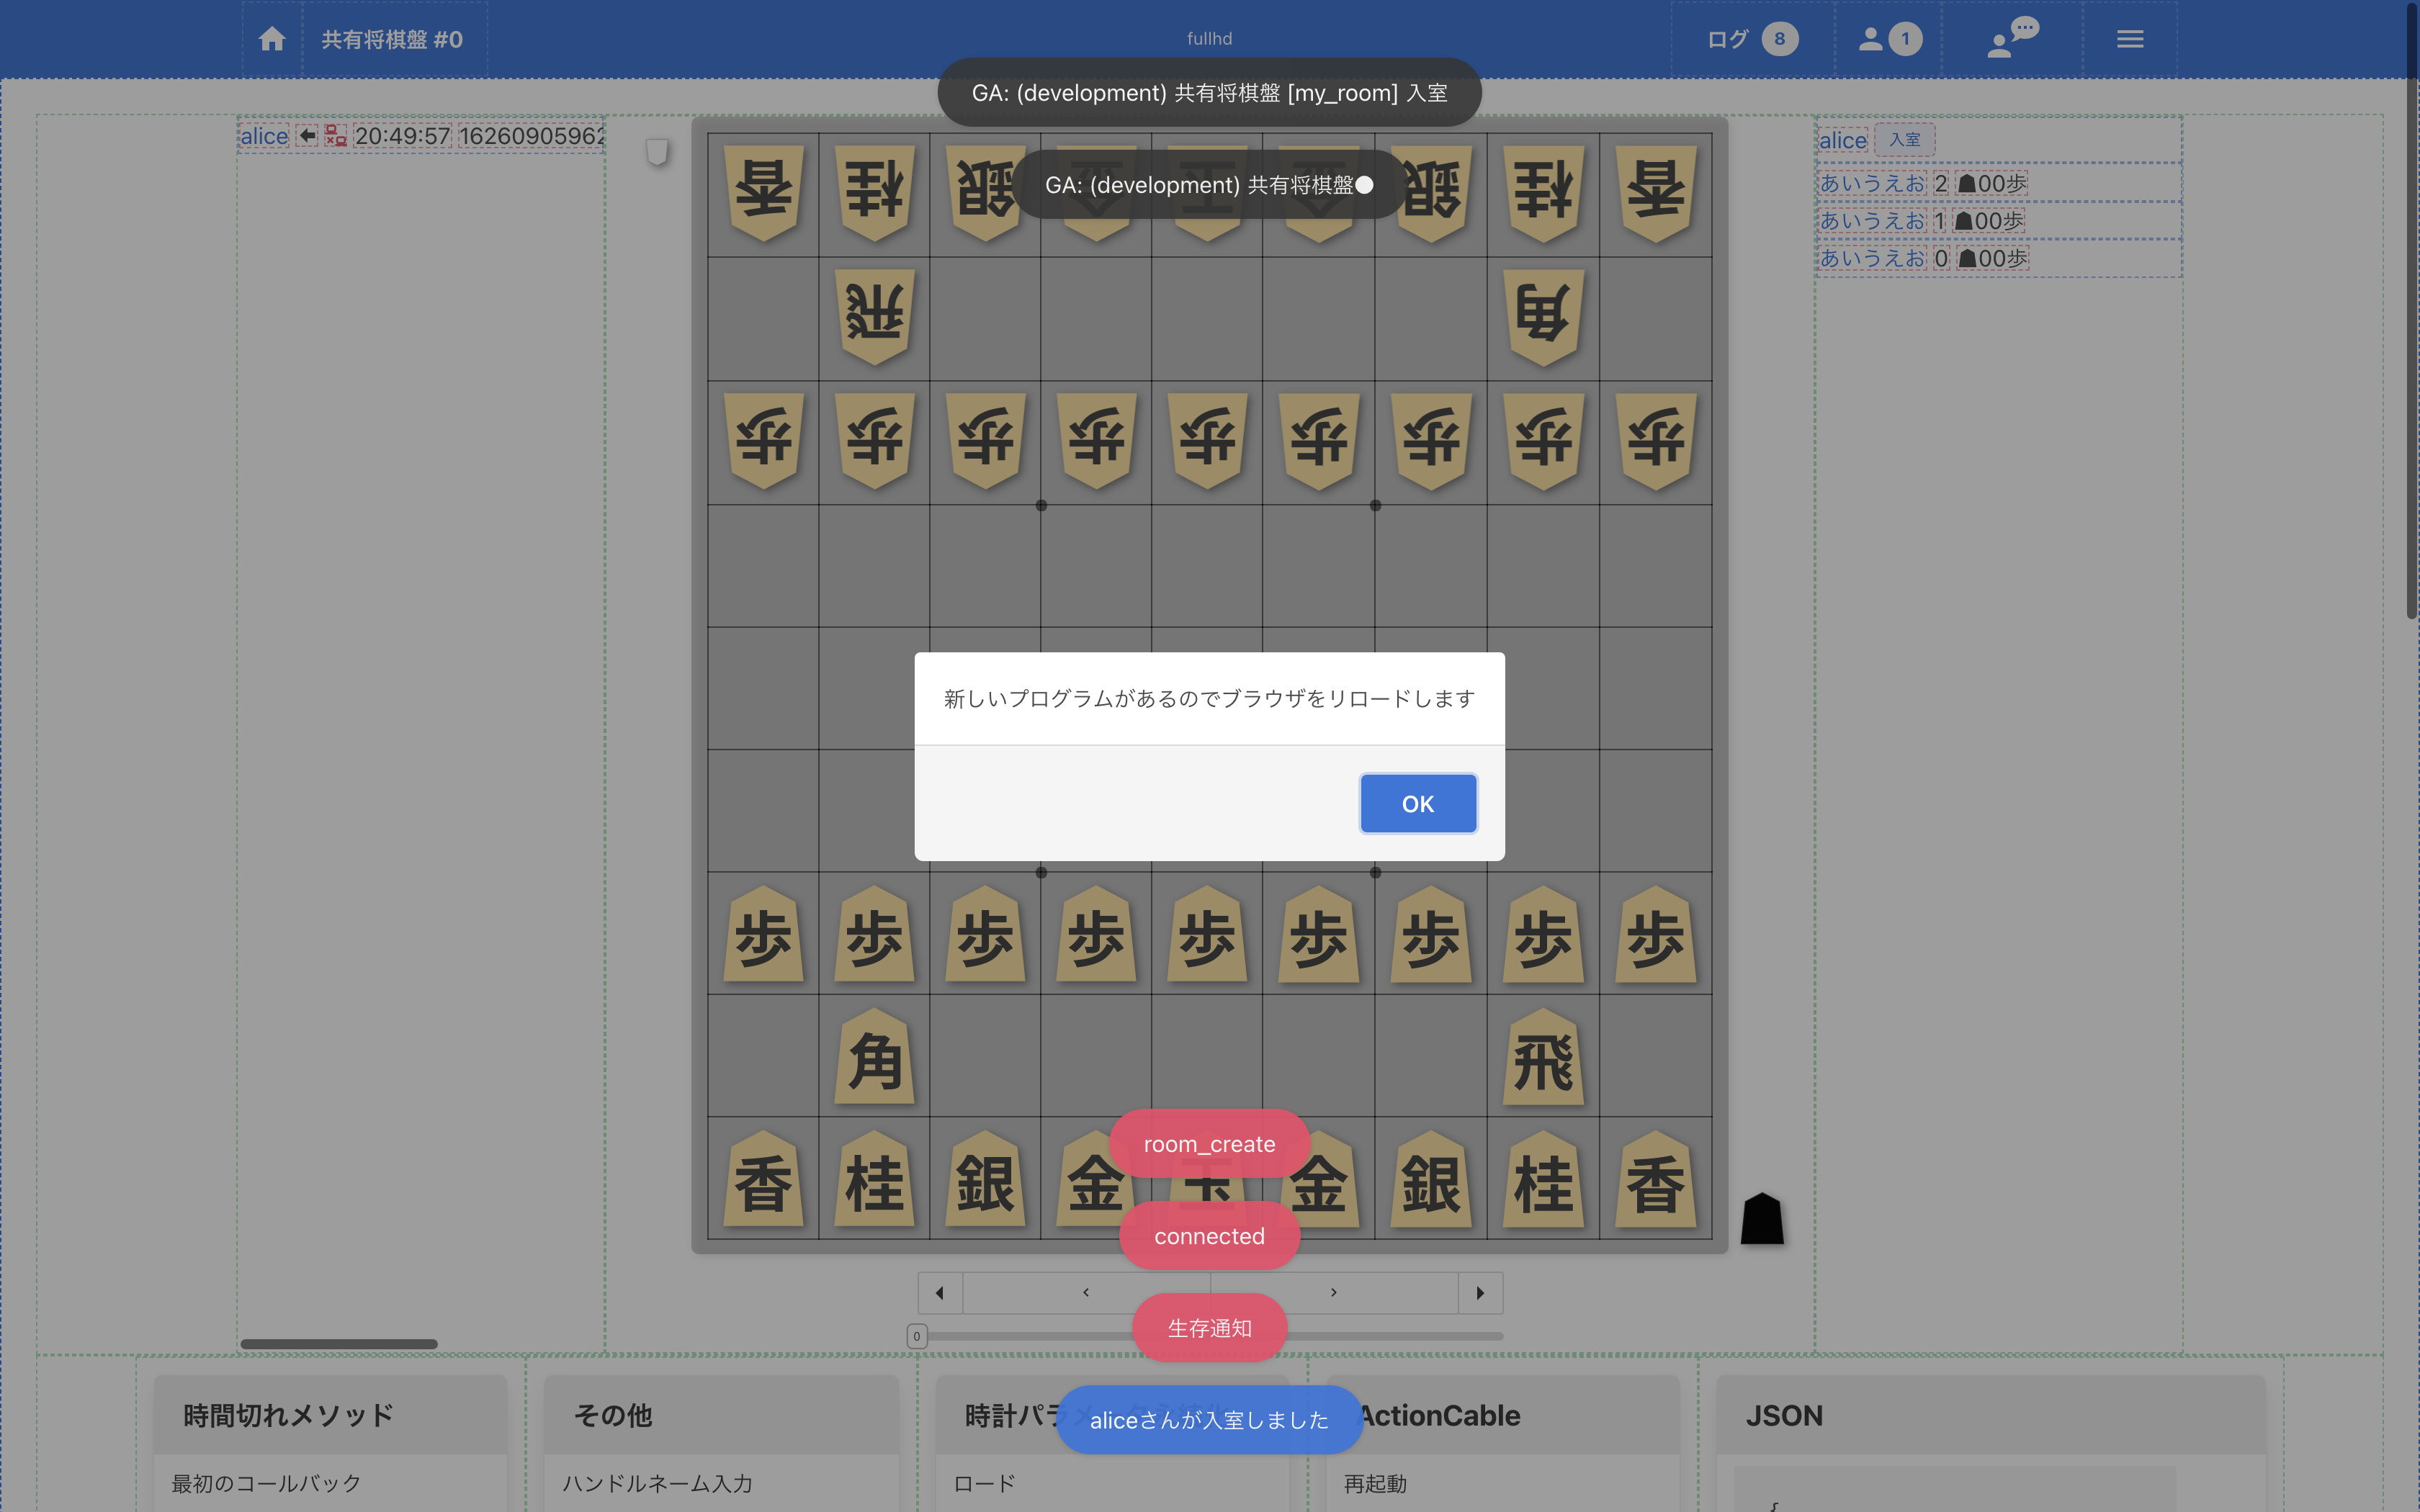 共有将棋盤 #0
fullhd
ログ 8
1
GA: (development) 共有将棋盤 [my_room] 入室
GA: (development) 共有将棋盤●
alice 20:49:57 16260905962
alice 入室
あいうえお 2 ☗00歩
あいうえお 1 ☗00歩
あいうえお 0 ☗00歩
香 桂 銀 金 王 金 銀 桂 香
飛 角
歩 歩 歩 歩 歩 歩 歩 歩 歩
新しいプログラムがあるのでブラウザをリロードします
OK
歩 歩 歩 歩 歩 歩 歩 歩 歩
角 飛
香 桂 銀 金 玉 金 銀 桂 香
room_create
connected
生存通知
0
aliceさんが入室しました
時間切れメソッド
最初のコールバック
その他
ハンドルネーム入力
時計パラメ
ロード
ActionCable
再起動
JSON
{